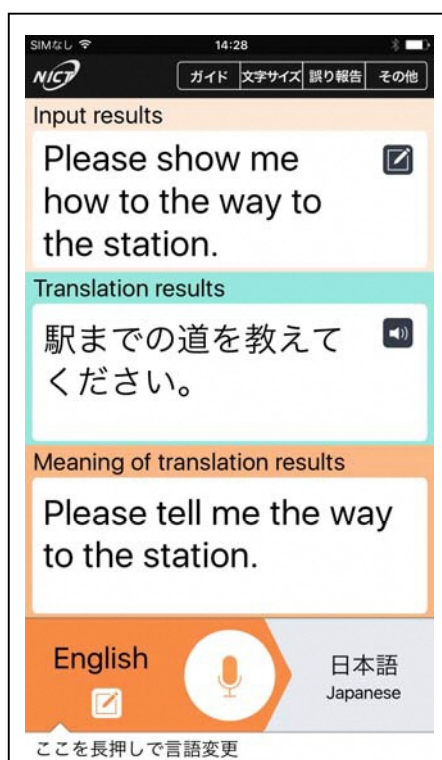 SIMなし 14:28
NICT ガイド 文字サイズ 誤り報告 その他
Input results
Please show me
how to the way to
the station.
Translation results
駅までの道を教えて
ください。
Meaning of translation results
Please tell me the way
to the station.
English 日本語
Japanese
ここを長押しで言語変更